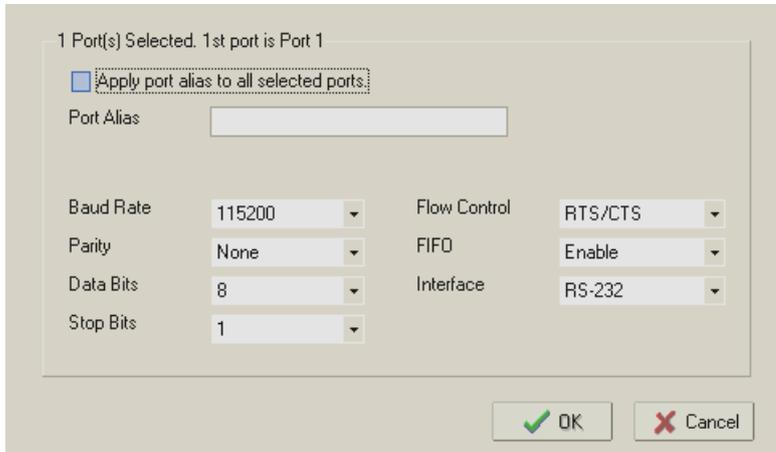 1 Port(s) Selected. 1st port is Port 1
Apply port alias to all selected ports.
Port Alias
Baud Rate 115200 Flow Control RTS/CTS
Parity None FIFO Enable
Data Bits 8 Interface RS-232
Stop Bits 1
OK Cancel